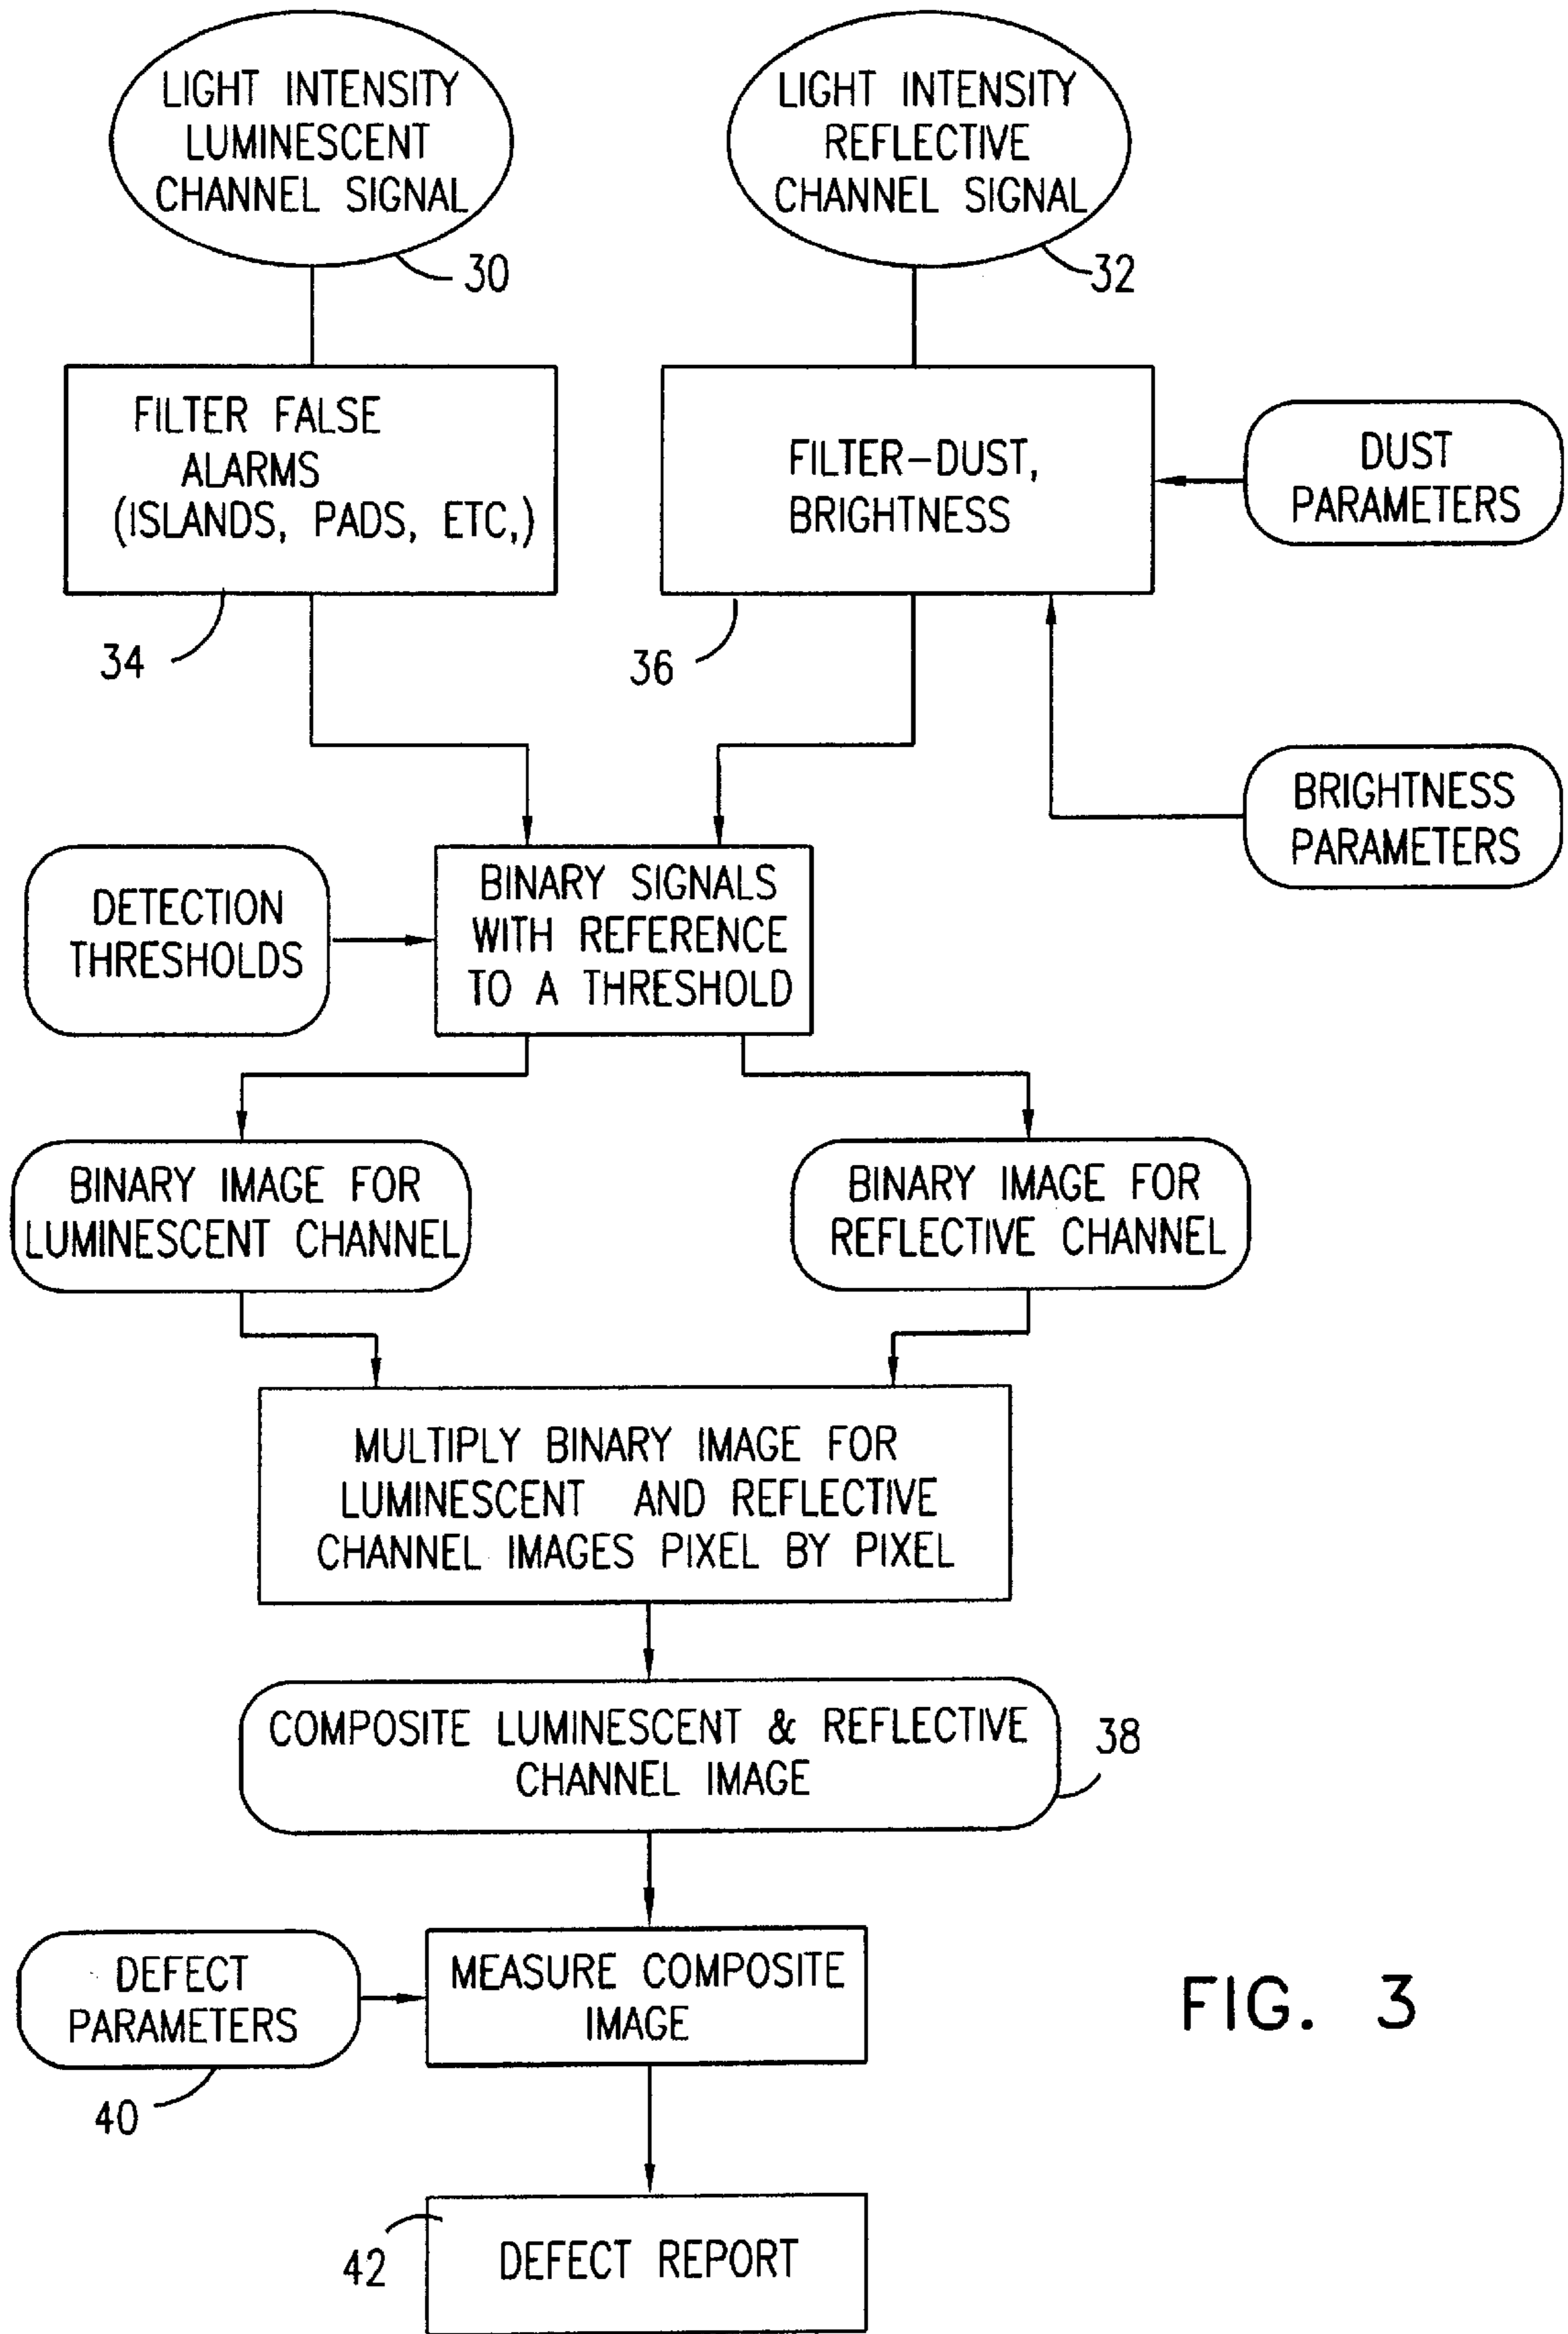 LIGHT INTENSITY
LUMINESCENT
CHANNEL SIGNAL
30
LIGHT INTENSITY
REFLECTIVE
CHANNEL SIGNAL
32
FILTER FALSE
ALARMS
(ISLANDS, PADS, ETC,)
34
FILTER-DUST,
BRIGHTNESS
36
DUST
PARAMETERS
BRIGHTNESS
PARAMETERS
DETECTION
THRESHOLDS
BINARY SIGNALS
WITH REFERENCE
TO A THRESHOLD
BINARY IMAGE FOR
LUMINESCENT CHANNEL
BINARY IMAGE FOR
REFLECTIVE CHANNEL
MULTIPLY BINARY IMAGE FOR
LUMINESCENT AND REFLECTIVE
CHANNEL IMAGES PIXEL BY PIXEL
COMPOSITE LUMINESCENT & REFLECTIVE
CHANNEL IMAGE
38
DEFECT
PARAMETERS
40
MEASURE COMPOSITE
IMAGE
FIG. 3
42
DEFECT REPORT